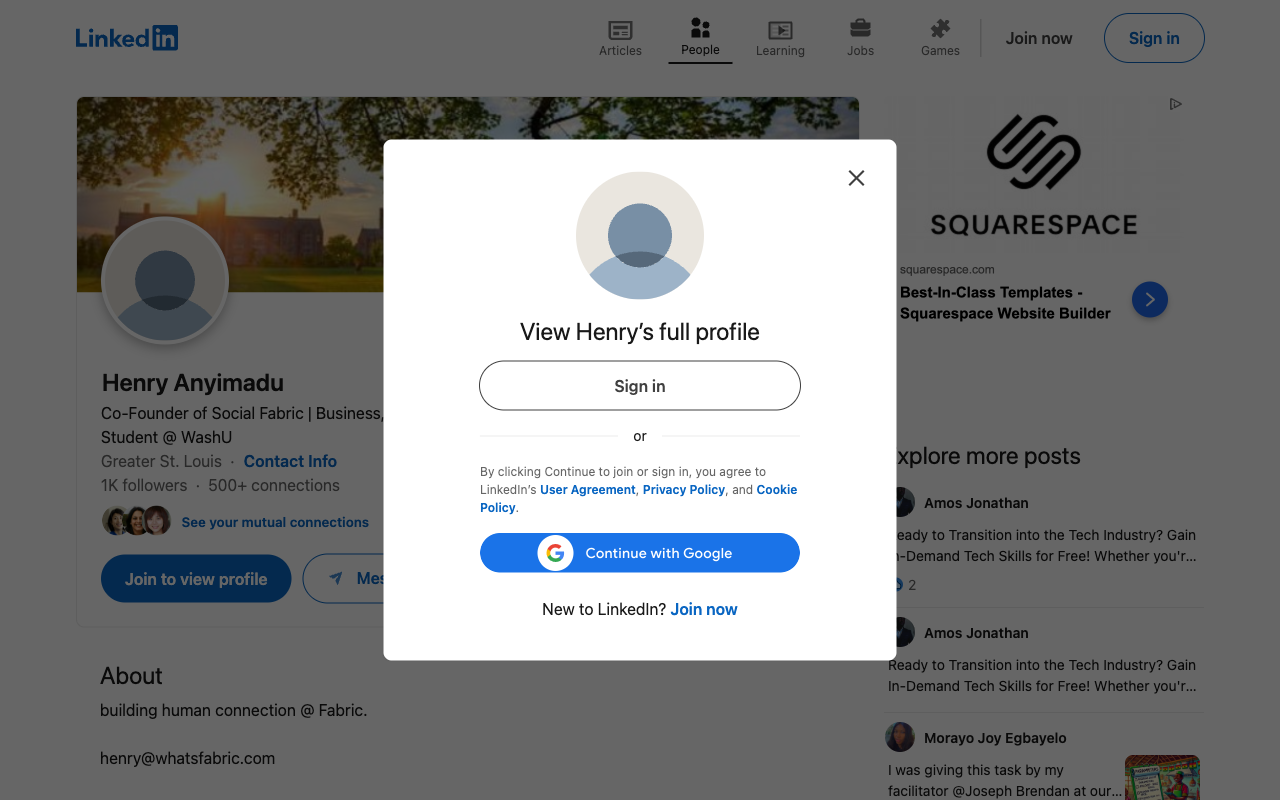 Linked in
Articles
People
Learning
Jobs
Games
Join now
Sign in
Henry Anyimadu
Co-Founder of Social Fabric | Business,
Student @ WashU
Greater St. Louis · Contact Info
1K followers · 500+ connections
See your mutual connections
Join to view profile
About
building human connection @ Fabric.
henry@whatsfabric.com
View Henry’s full profile
Sign in
or
By clicking Continue to join or sign in, you agree to
LinkedIn’s User Agreement, Privacy Policy, and Cookie
Policy.
Continue with Google
New to LinkedIn? Join now
SQUARESPACE
squarespace.com
Best-In-Class Templates -
Squarespace Website Builder
xplore more posts
Amos Jonathan
eady to Transition into the Tech Industry? Gain
n-Demand Tech Skills for Free! Whether you'r...
2
Amos Jonathan
Ready to Transition into the Tech Industry? Gain
In-Demand Tech Skills for Free! Whether you'r...
Morayo Joy Egbayelo
I was giving this task by my
facilitator @Joseph Brendan at our...